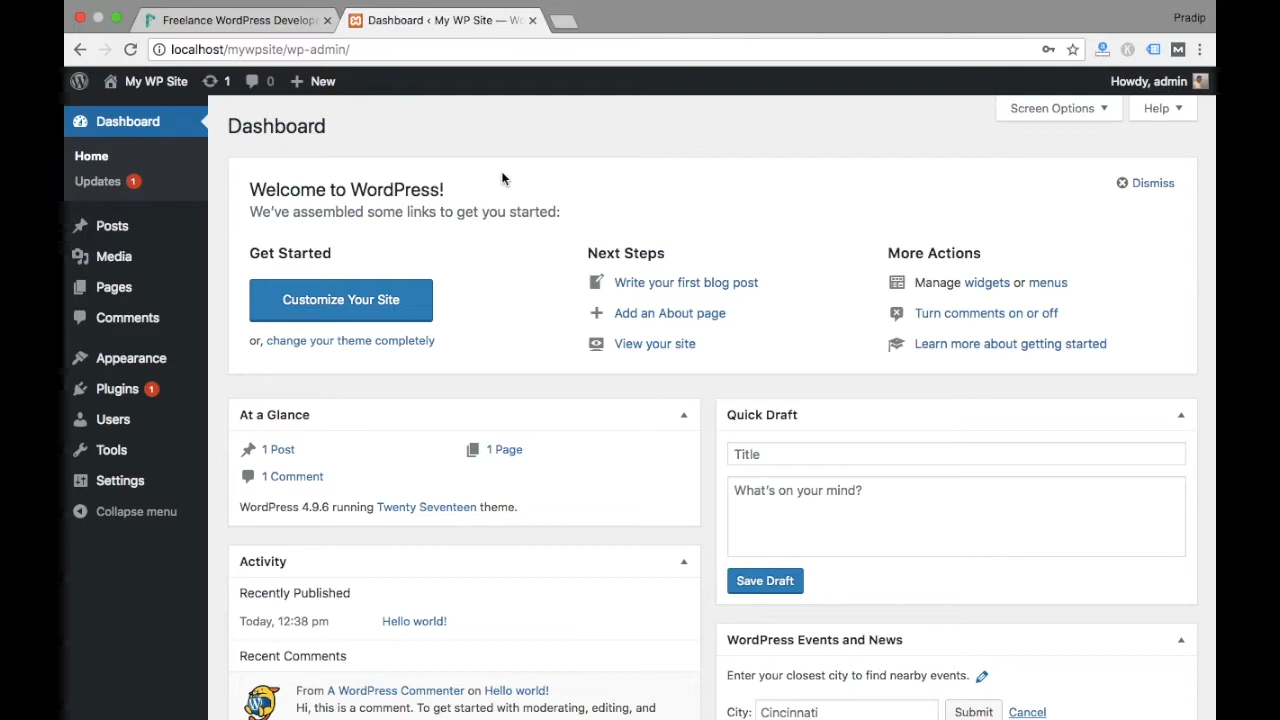 Freelance WordPress Develop
Dashboard ‹ My WP Site — Wo
Pradip
localhost/mywpsite/wp-admin/
My WP Site
1
0
New
Howdy, admin
Dashboard
Home
Updates 1
Posts
Media
Pages
Comments
Appearance
Plugins 1
Users
Tools
Settings
Collapse menu
Dashboard
Screen Options
Help
Welcome to WordPress!
We've assembled some links to get you started:
Dismiss
Get Started
Customize Your Site
or, change your theme completely
Next Steps
Write your first blog post
Add an About page
View your site
More Actions
Manage widgets or menus
Turn comments on or off
Learn more about getting started
At a Glance
1 Post
1 Page
1 Comment
WordPress 4.9.6 running Twenty Seventeen theme.
Activity
Recently Published
Today, 12:38 pm Hello world!
Recent Comments
From A WordPress Commenter on Hello world!
Hi, this is a comment. To get started with moderating, editing, and
Quick Draft
Title
What's on your mind?
Save Draft
WordPress Events and News
Enter your closest city to find nearby events.
City: Cincinnati Submit Cancel